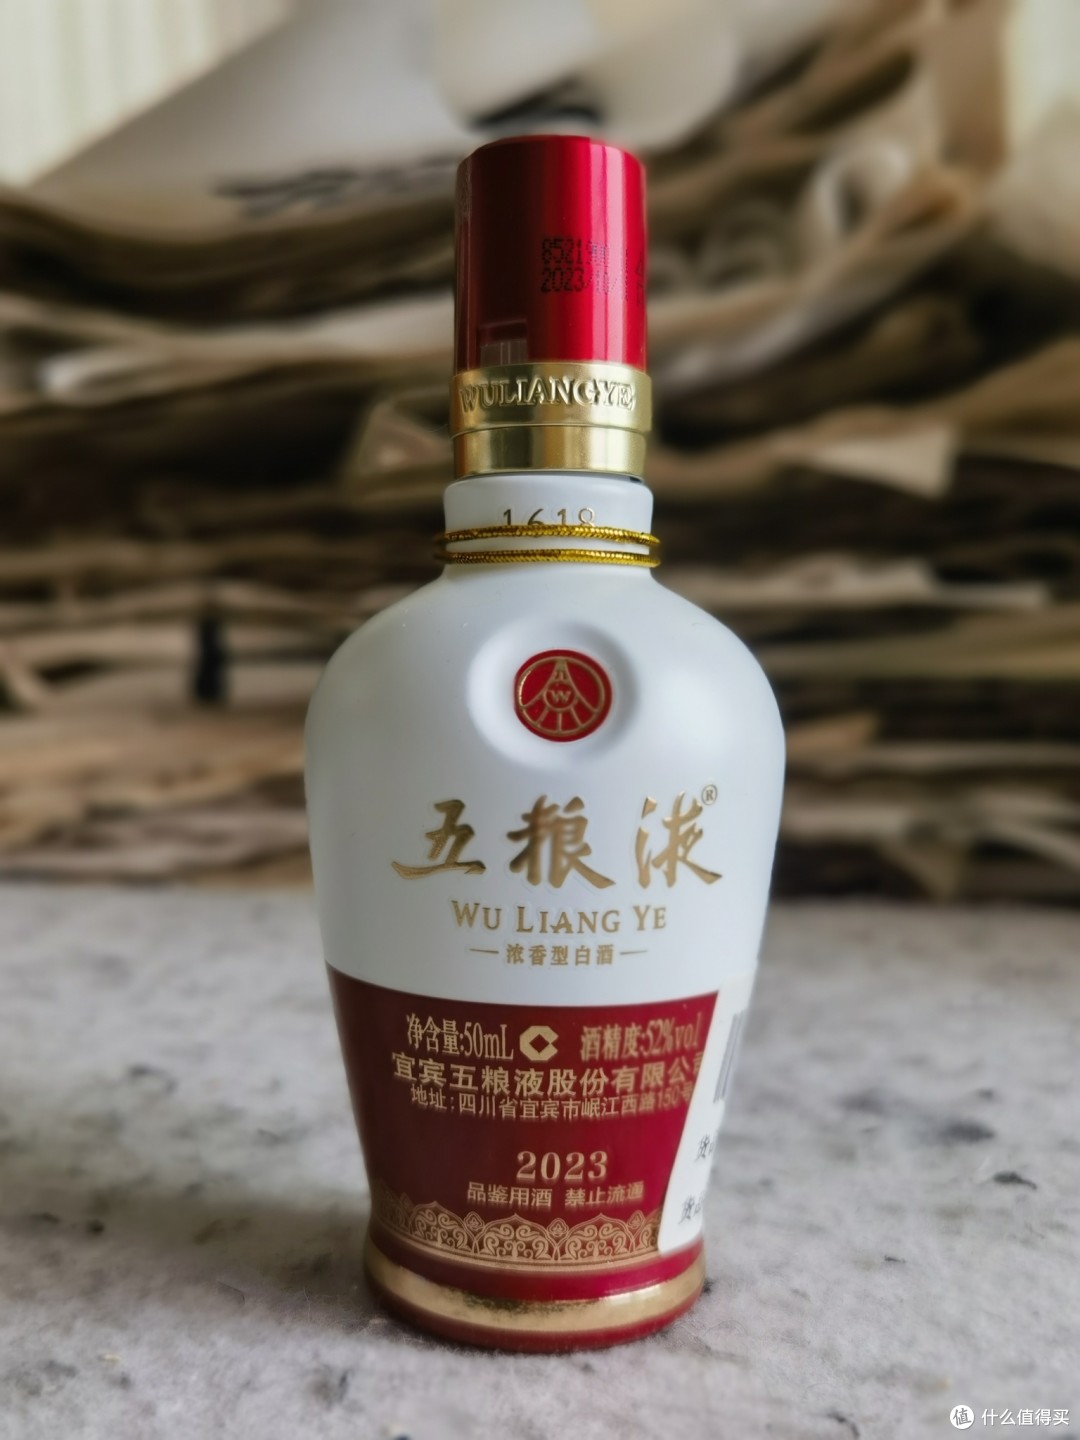 WULIANGYE
1618
W
五粮液®
WU LIANG YE
浓香型白酒
净含量:50mL 酒精度:52%vol
宜宾五粮液股份有限公司
地址:四川省宜宾市岷江西路150号
2023
品鉴用酒 禁止流通
值 什么值得买